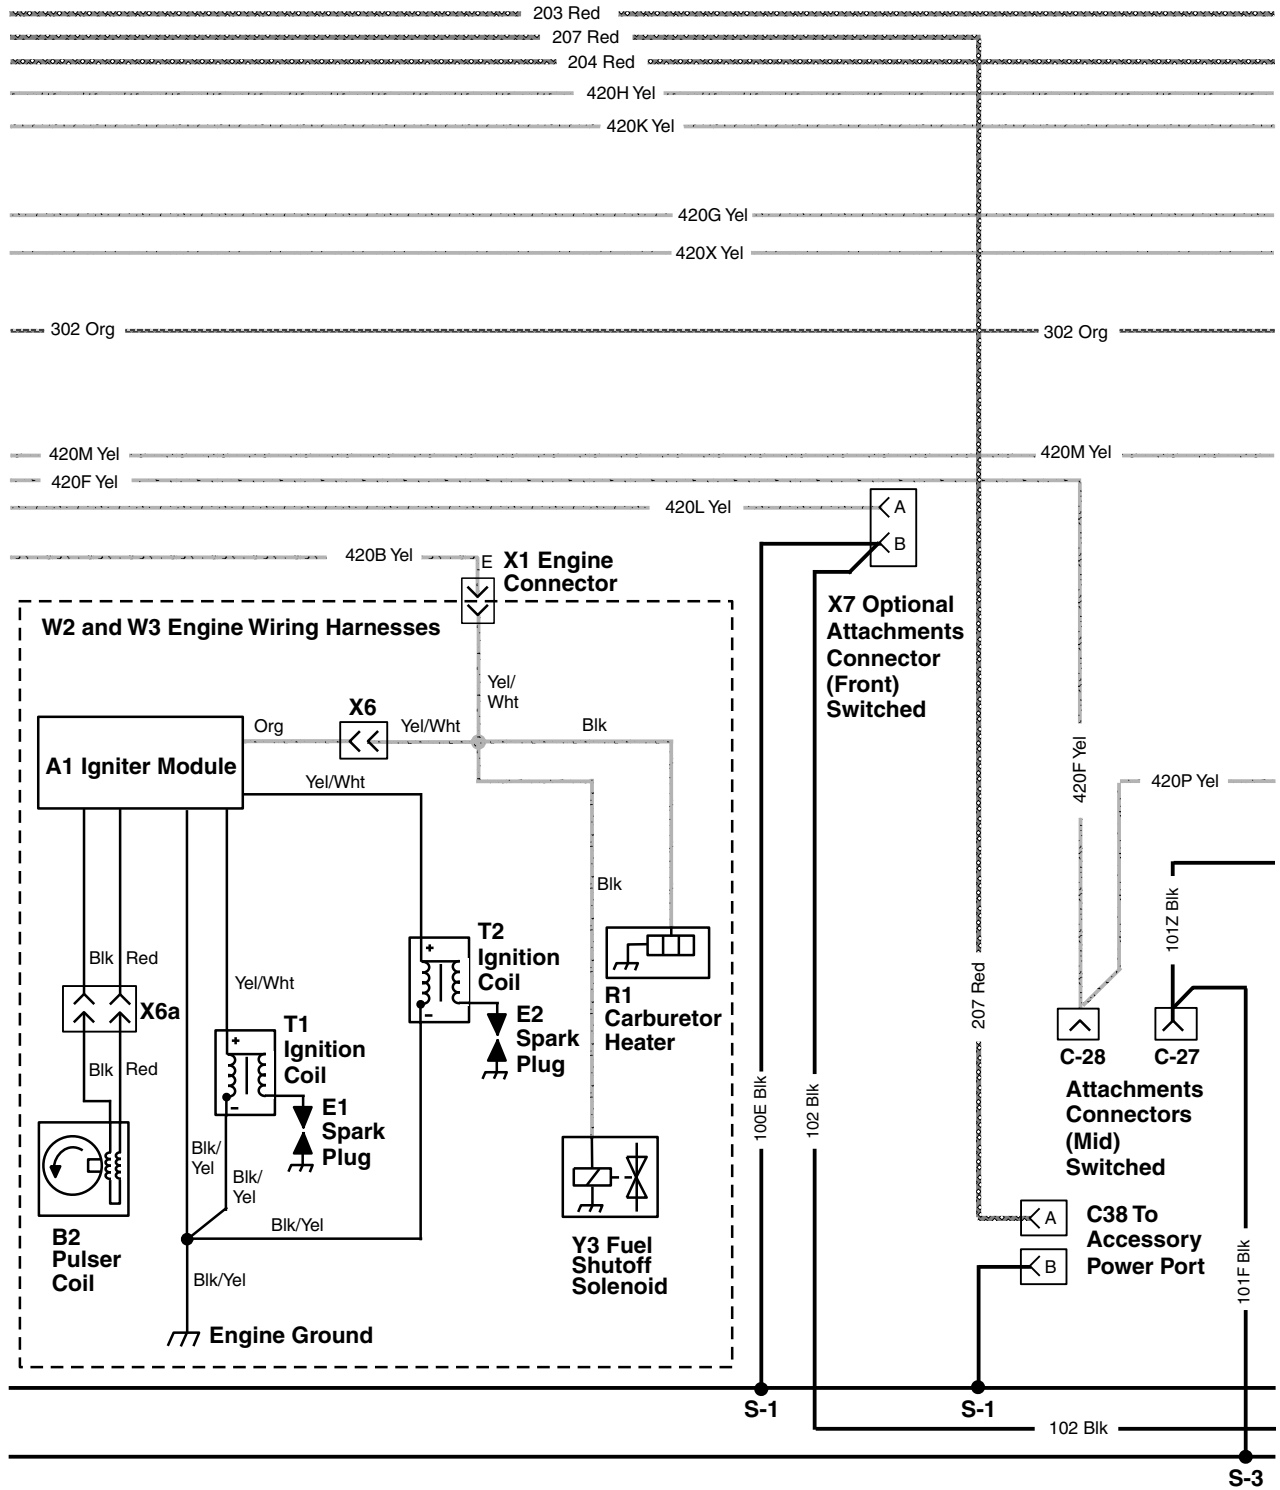 203 Red
207 Red
204 Red
420H Yel
420K Yel
420G Yel
420X Yel
302 Org
302 Org
420M Yel
420M Yel
420F Yel
420L Yel
A
B
420B Yel
E
X1 Engine
Connector
X7 Optional
Attachments
Connector
(Front)
Switched
W2 and W3 Engine Wiring Harnesses
Yel/
Wht
X6
Org
Yel/Wht
Blk
A1 Igniter Module
Yel/Wht
420F Yel
420P Yel
Blk
101Z Blk
T2
Ignition
Coil
+
-
Blk
Red
Yel/Wht
X6a
207 Red
R1
Carburetor
Heater
E2
Spark
Plug
T1
Ignition
Coil
+
-
C-28
C-27
Attachments
Connectors
(Mid)
Switched
Blk
Red
100E Blk
102 Blk
E1
Spark
Plug
Blk/
Yel
Blk/
Yel
Blk/Yel
B2
Pulser
Coil
Y3 Fuel
Shutoff
Solenoid
A
B
C38 To
Accessory
Power Port
101F Blk
Blk/Yel
Engine Ground
S-1
S-1
102 Blk
S-3